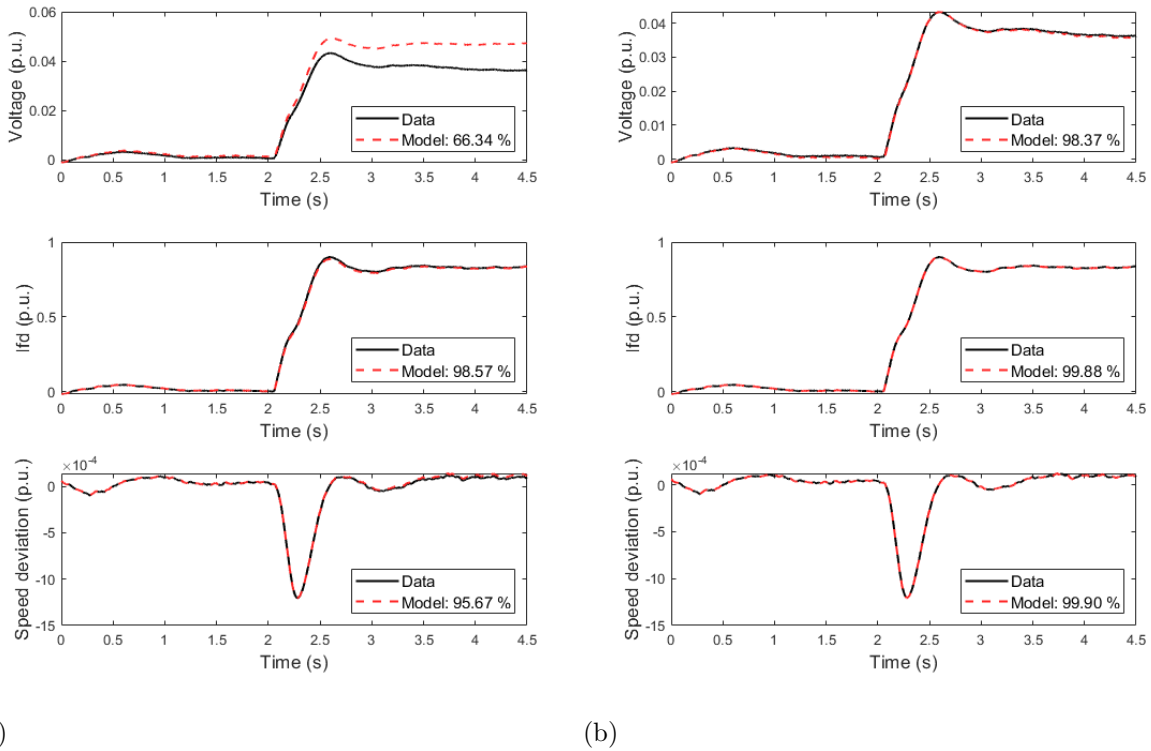 0.06
0.04
0.02
0
Voltage (p.u.)
Data
Model: 66.34 %
0 0.5 1 1.5 2 2.5 3 3.5 4 4.5
Time (s)
0.04
0.03
0.02
0.01
0
Voltage (p.u.)
Data
Model: 98.37 %
0 0.5 1 1.5 2 2.5 3 3.5 4 4.5
Time (s)
1
0.5
0
Ifd (p.u.)
Data
Model: 98.57 %
0 0.5 1 1.5 2 2.5 3 3.5 4 4.5
Time (s)
1
0.5
0
Ifd (p.u.)
Data
Model: 99.88 %
0 0.5 1 1.5 2 2.5 3 3.5 4 4.5
Time (s)
×10-4
0
-5
-10
-15
Speed deviation (p.u.)
Data
Model: 95.67 %
0 0.5 1 1.5 2 2.5 3 3.5 4 4.5
Time (s)
×10-4
0
-5
-10
-15
Speed deviation (p.u.)
Data
Model: 99.90 %
0 0.5 1 1.5 2 2.5 3 3.5 4 4.5
Time (s)
)
(b)